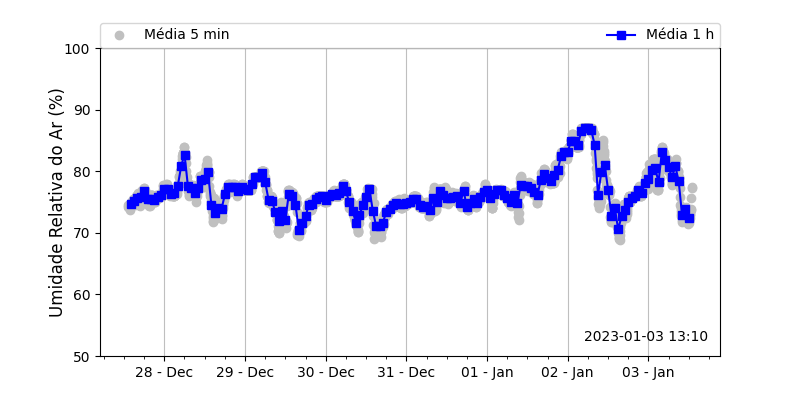 Média 5 min
Média 1 h
Umidade Relativa do Ar (%)
100
90
80
70
60
50
2023-01-03 13:10
28 - Dec
29 - Dec
30 - Dec
31 - Dec
01 - Jan
02 - Jan
03 - Jan